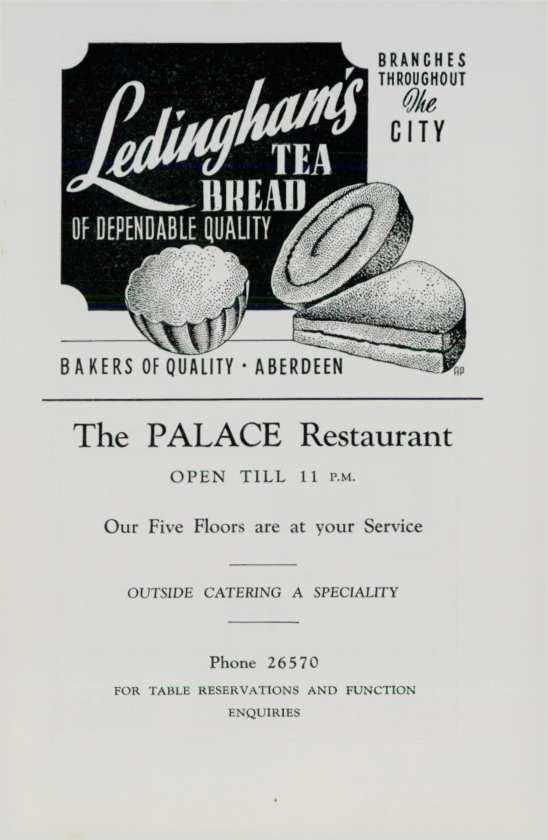 Ledingham's
TEA
BREAD
OF DEPENDABLE QUALITY
BRANCHES
THROUGHOUT
The
CITY
BAKERS OF QUALITY · ABERDEEN
AP
The PALACE Restaurant
OPEN TILL 11 P.M.
Our Five Floors are at your Service
OUTSIDE CATERING A SPECIALITY
Phone 26570
FOR TABLE RESERVATIONS AND FUNCTION
ENQUIRIES